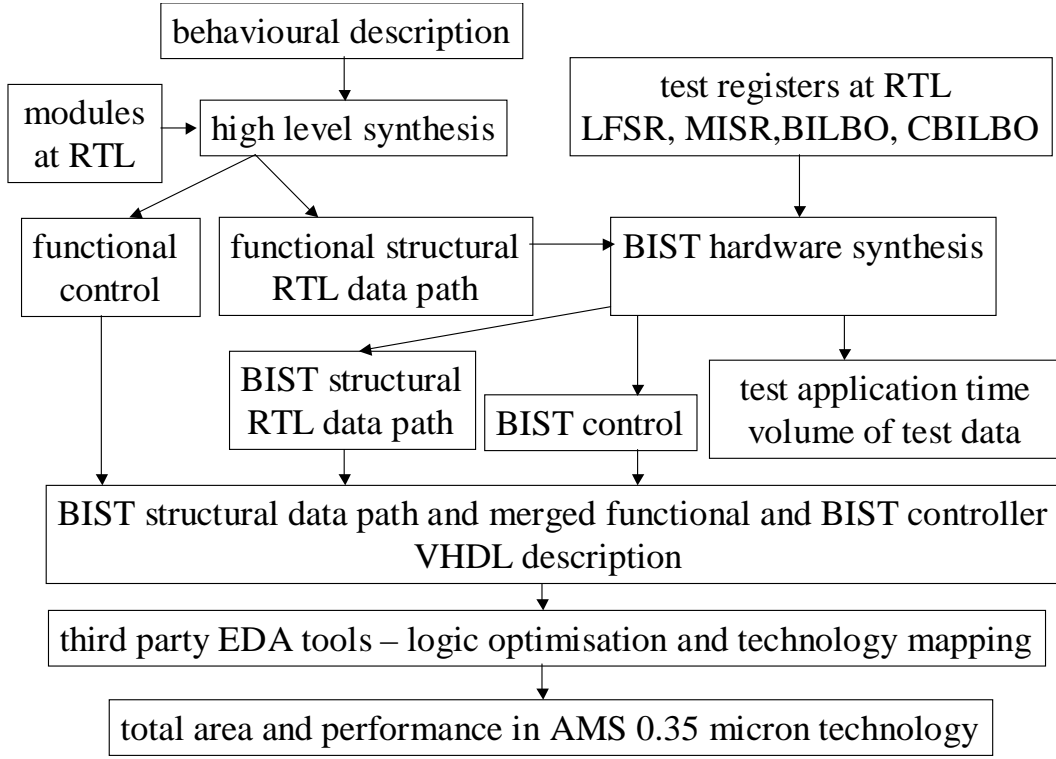 behavioural description
modules
at RTL
high level synthesis
test registers at RTL
LFSR, MISR,BILBO, CBILBO
functional
control
functional structural
RTL data path
BIST hardware synthesis
BIST structural
RTL data path
BIST control
test application time
volume of test data
BIST structural data path and merged functional and BIST controller
VHDL description
third party EDA tools – logic optimisation and technology mapping
total area and performance in AMS 0.35 micron technology